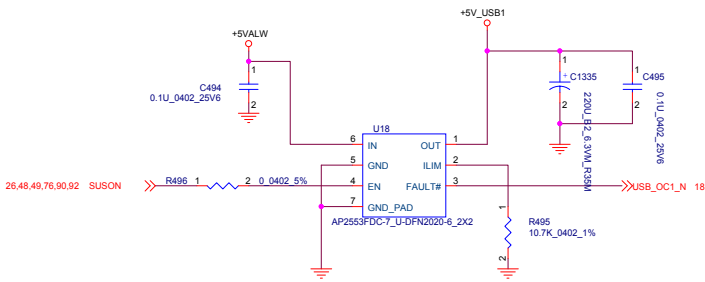 +5V_USB1
+5VALW
1
C494
0.1U_0402_25V6
2
1
+ C1335
2
220U_B2_6.3VM_R35M
1
C495
2
0.1U_0402_25V6
U18
6 IN OUT 1
5 GND ILIM 2
4 EN FAULT# 3
7 GND_PAD
AP2553FDC-7_U-DFN2020-6_2X2
26,48,49,76,90,92 SUSON
R496 1 2 0_0402_5%
USB_OC1_N 18
1
R495
10.7K_0402_1%
2